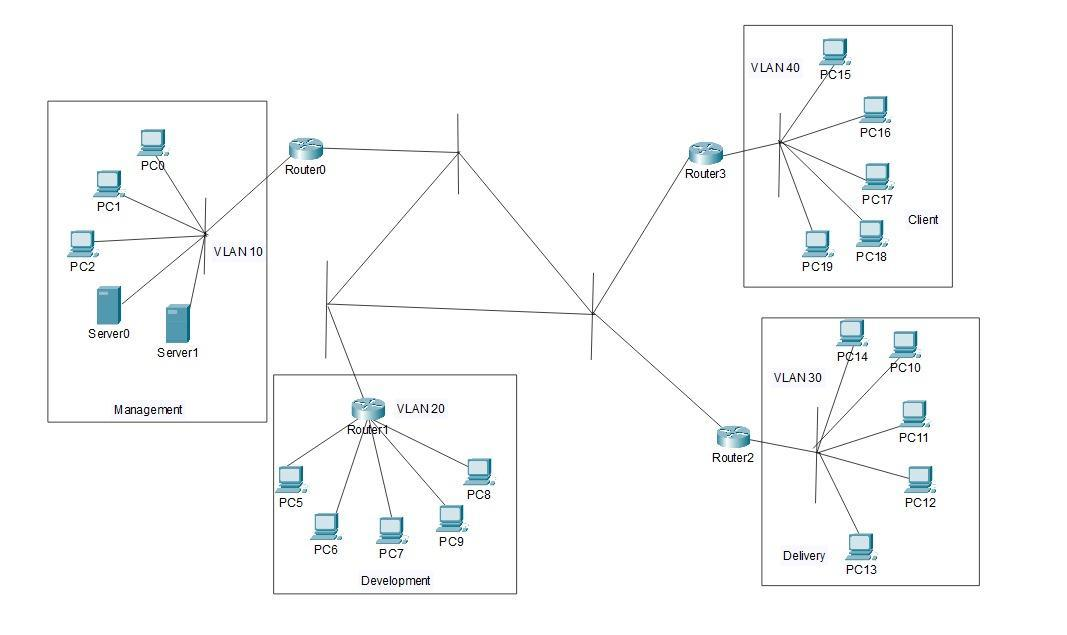 PC0
PC1
PC2
VLAN 10
Server0
Server1
Management
Router0
VLAN 20
Router1
PC5
PC6
PC7
PC9
PC8
Development
VLAN 40
PC15
PC16
PC17
Client
PC18
PC19
Router3
VLAN 30
PC14
PC10
PC11
PC12
PC13
Delivery
Router2